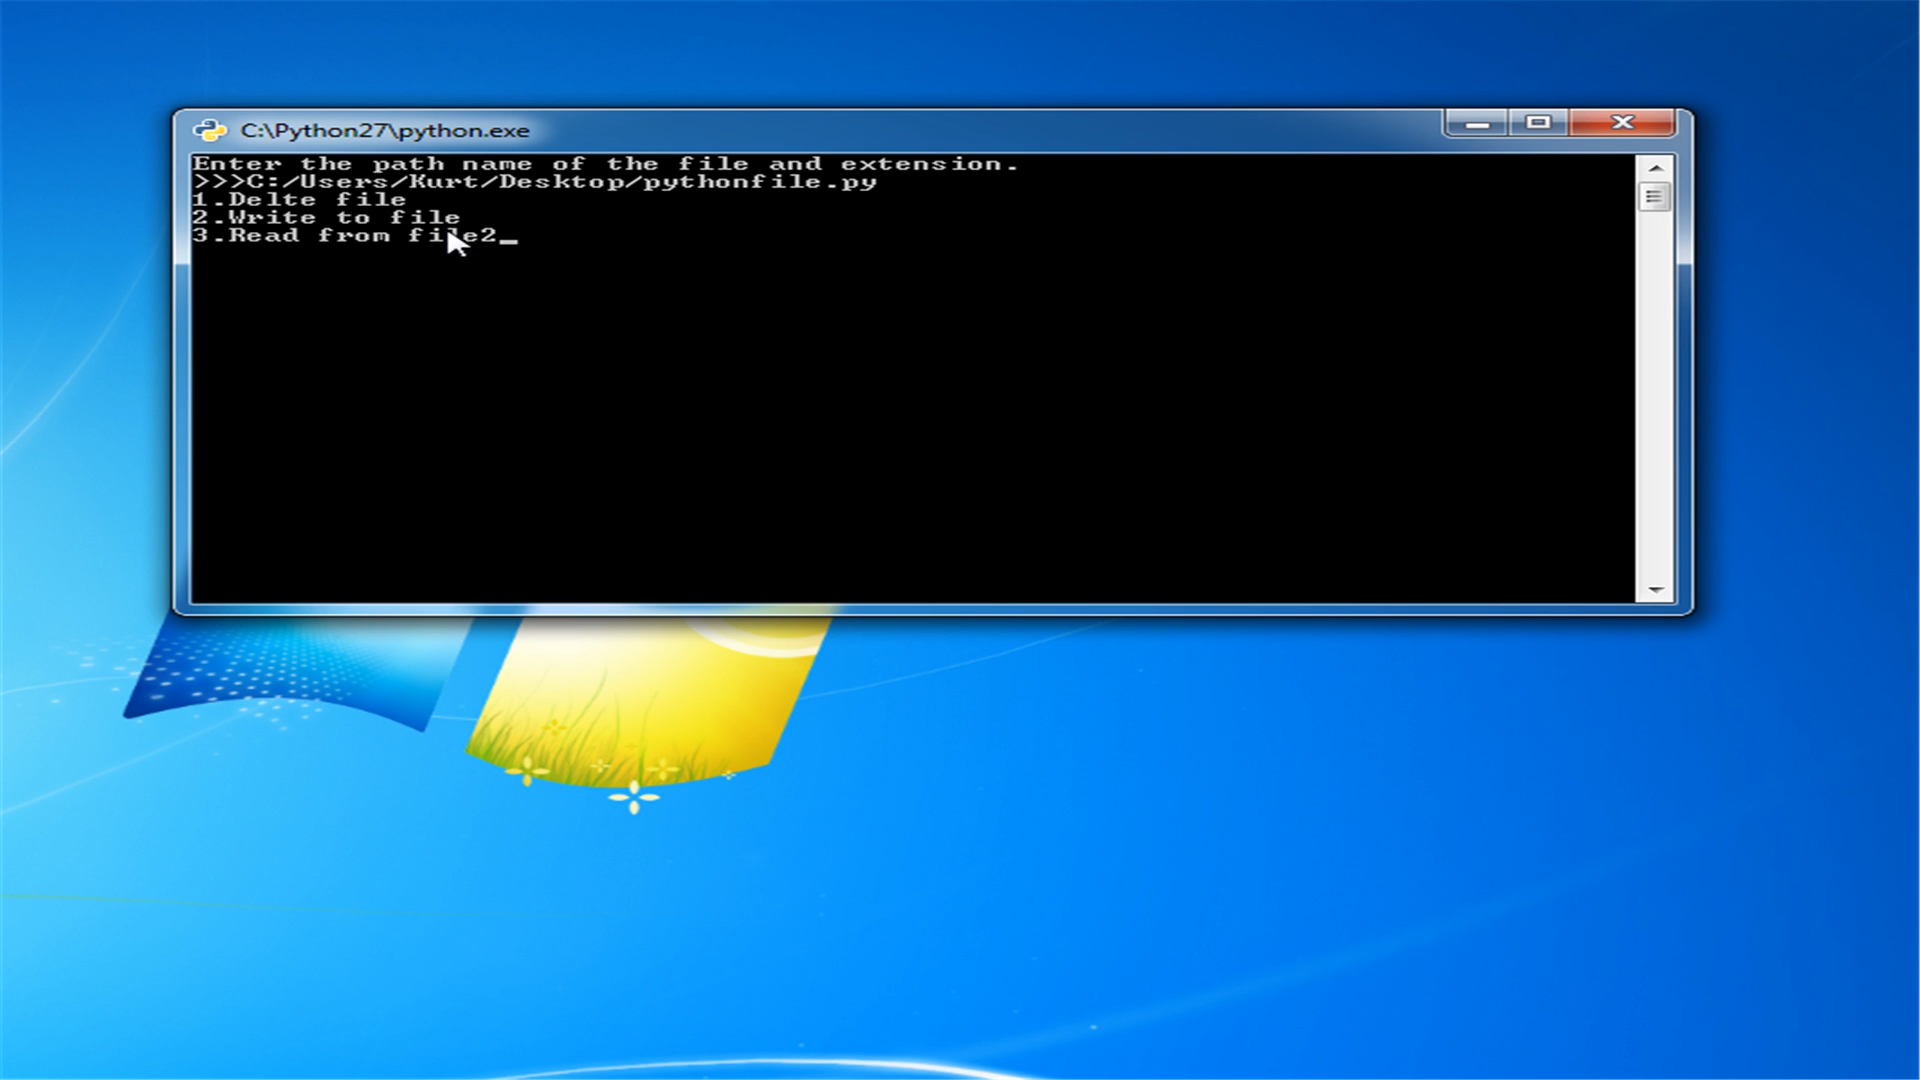 C:\Python27\python.exe
Enter the path name of the file and extension.
>>>C:/Users/Kurt/Desktop/pythonfile.py
1.Delte file
2.Write to file
3.Read from file2_